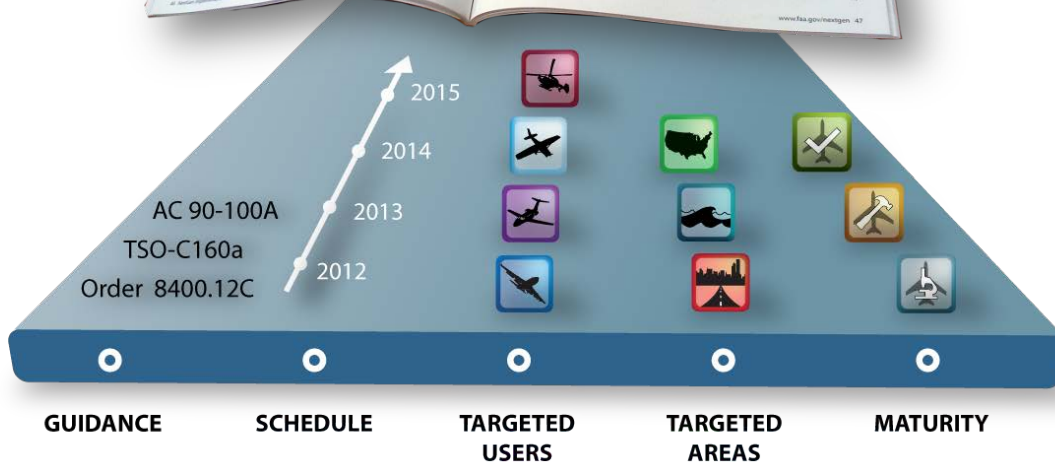 www.faa.gov/nextgen 47
2015
2014
AC 90-100A
2013
TSO-C160a
2012
Order 8400.12C
GUIDANCE
SCHEDULE
TARGETED
USERS
TARGETED
AREAS
MATURITY